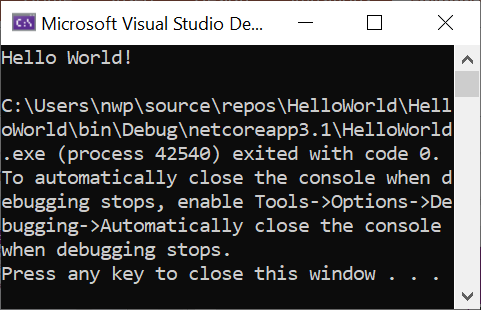 Microsoft Visual Studio De...
Hello World!
C:\Users\nwp\source\repos\HelloWorld\Hell
oWorld\bin\Debug\netcoreapp3.1\HelloWorld
.exe (process 42540) exited with code 0.
To automatically close the console when d
ebugging stops, enable Tools->Options->De
bugging->Automatically close the console
when debugging stops.
Press any key to close this window . . .